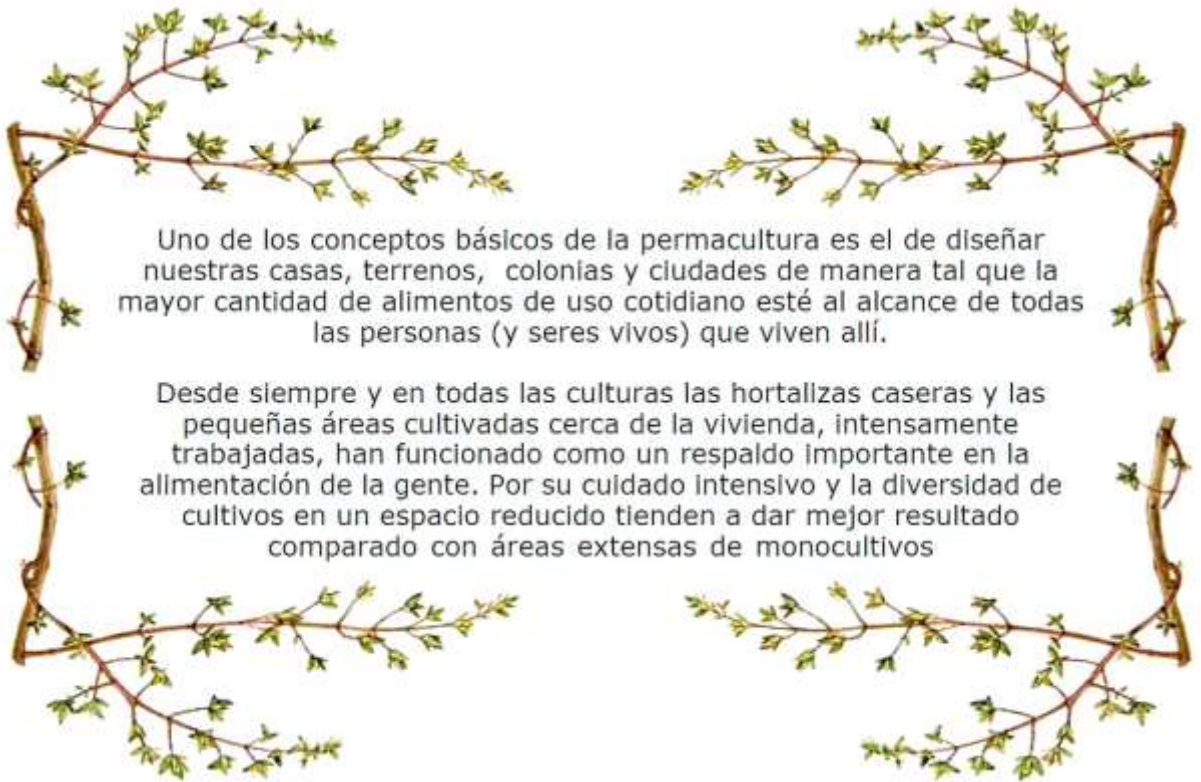 Uno de los conceptos básicos de la permacultura es el de diseñar
nuestras casas, terrenos,  colonias y ciudades de manera tal que la
mayor cantidad de alimentos de uso cotidiano esté al alcance de todas
las personas (y seres vivos) que viven allí.
Desde siempre y en todas las culturas las hortalizas caseras y las
pequeñas áreas cultivadas cerca de la vivienda, intensamente
trabajadas, han funcionado como un respaldo importante en la
alimentación de la gente. Por su cuidado intensivo y la diversidad de
cultivos en un espacio reducido tienden a dar mejor resultado
comparado con áreas extensas de monocultivos